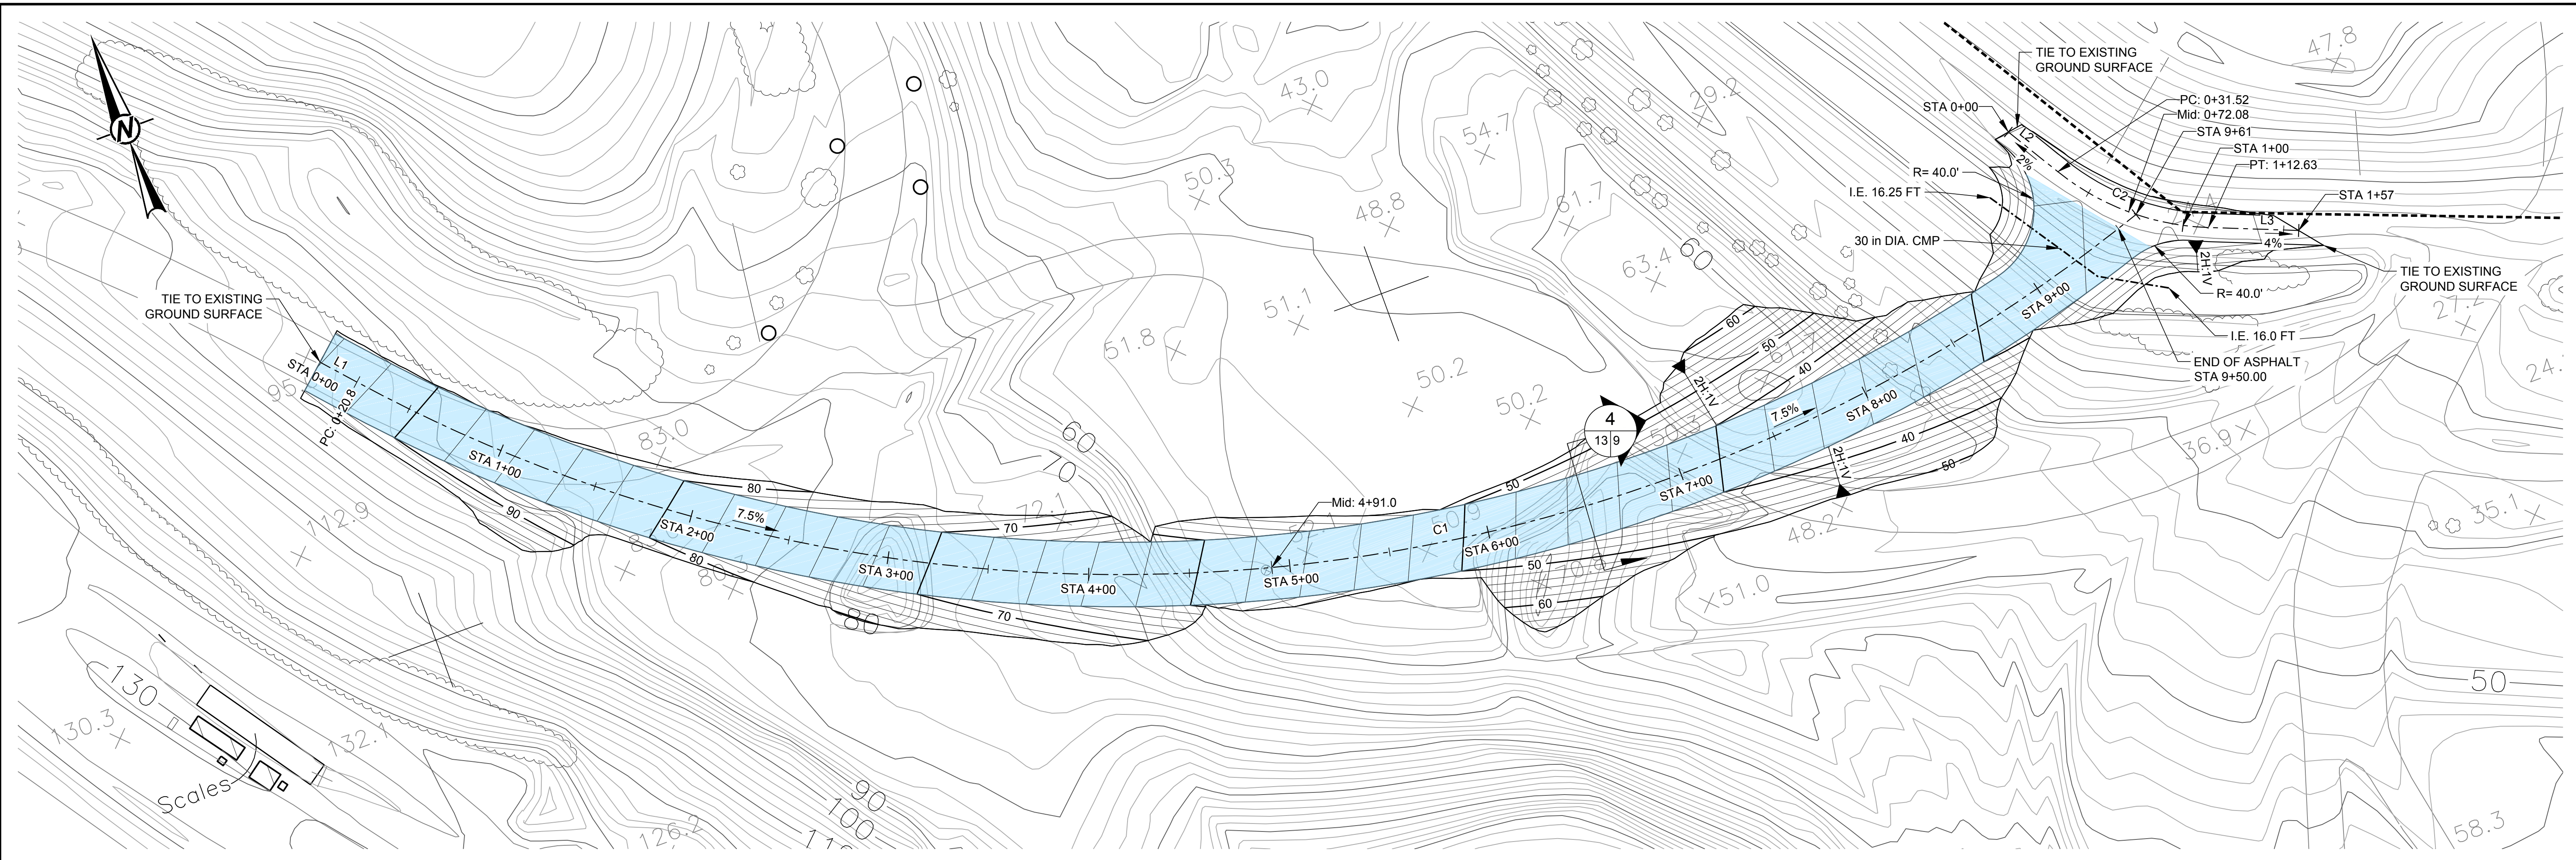 N
TIE TO EXISTING
GROUND SURFACE
L1
STA 0+00
PC: 0+20.8
STA 1+00
90
112.9
83.0
STA 2+00
7.5%
80
80
80
STA 3+00
70
72.1
STA 4+00
70
60
70
Mid: 4+91.0
STA 5+00
C1
STA 6+00
50
50
60
4
13
9
STA 7+00
7.5%
STA 8+00
2H:1V
2H:1V
60
50
40
40
50
STA 9+00
43.0
54.7
29.2
50.3
48.8
61.7
63.4
60
51.1
51.8
50.2
50.2
48.2
51.0
36.9
35.1
50
58.3
47.8
27.2
TIE TO EXISTING
GROUND SURFACE
STA 0+00
L2
2%
PC: 0+31.52
Mid: 0+72.08
STA 9+61
STA 1+00
PT: 1+12.63
STA 1+57
C2
L3
4%
2H:1V
R= 40.0'
I.E. 16.25 FT
30 in DIA. CMP
TIE TO EXISTING
GROUND SURFACE
R= 40.0'
I.E. 16.0 FT
END OF ASPHALT
STA 9+50.00
130
130.3
132.1
Scales
126.2
90
100